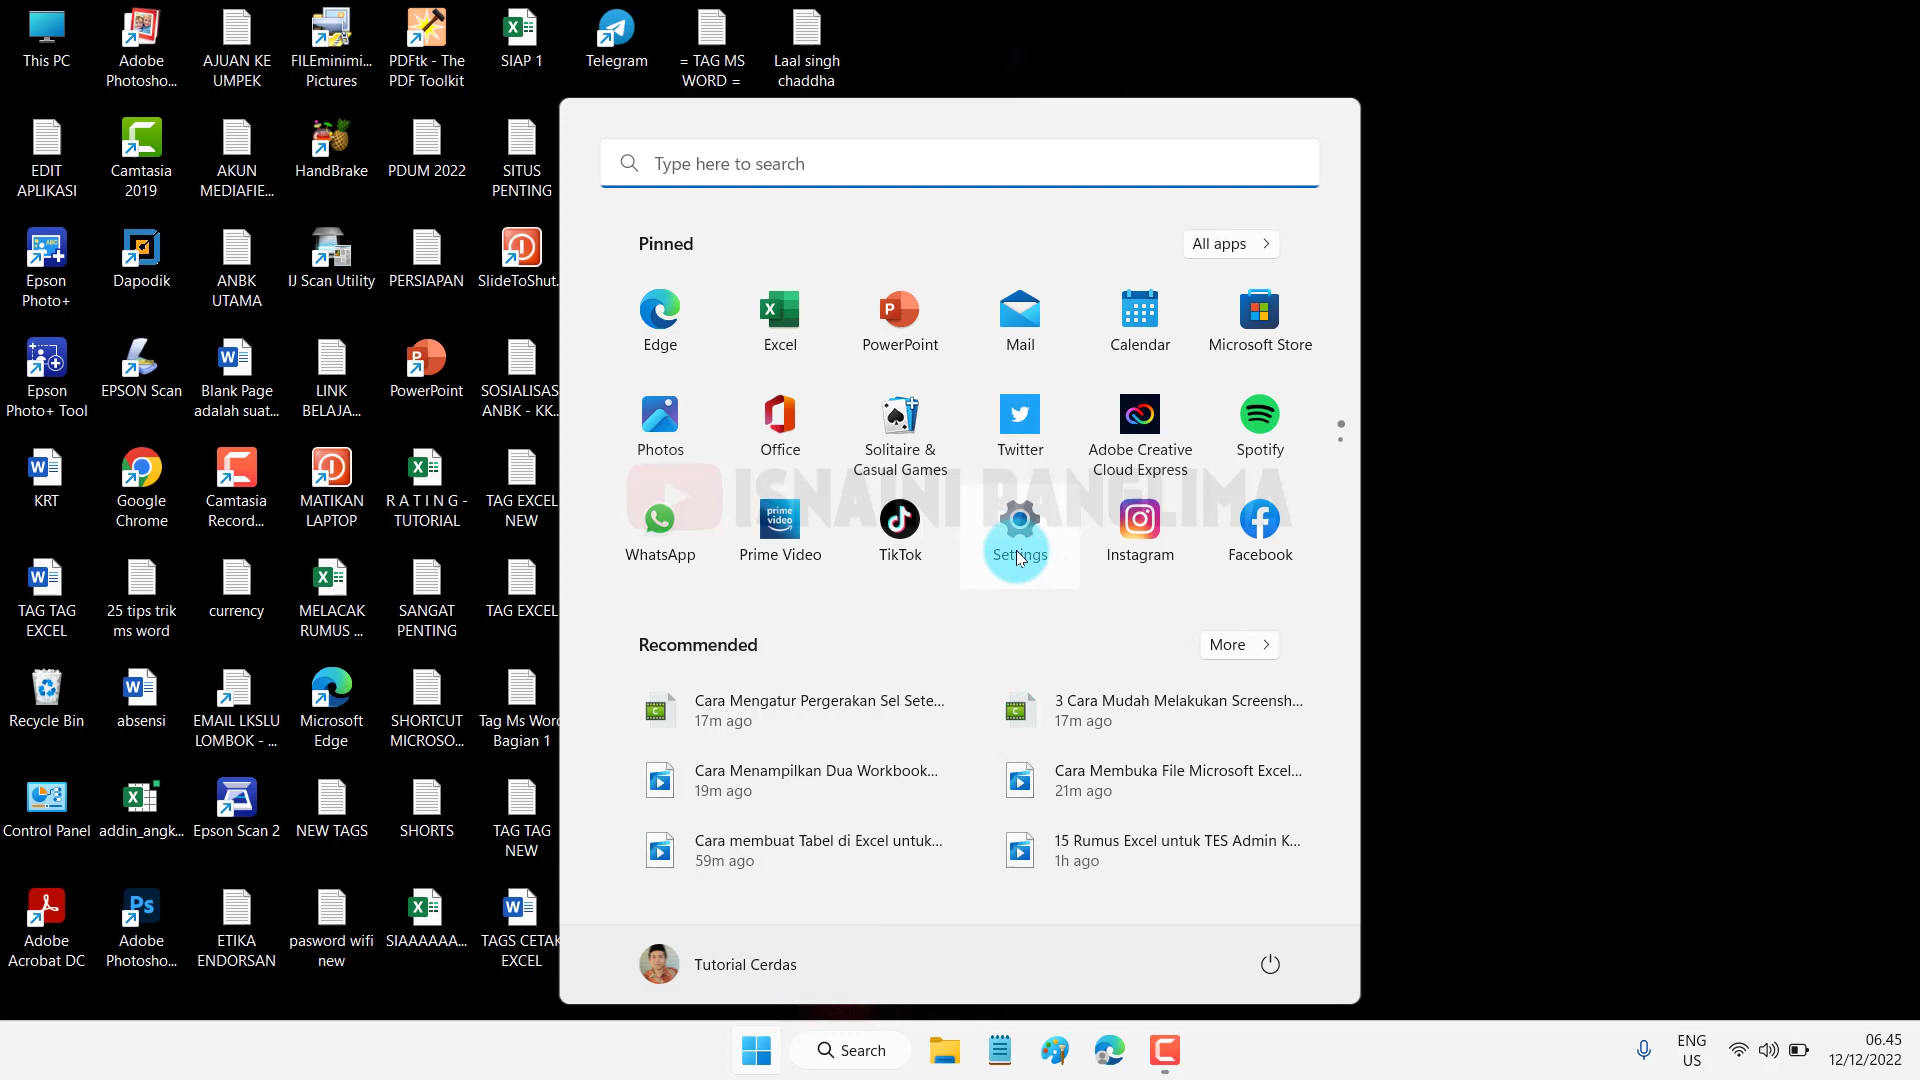 This PC
Adobe
Photosho...
AJUAN KE
UMPEK
FILEminimi...
Pictures
PDFtk - The
PDF Toolkit
SIAP 1
Telegram
= TAG MS
WORD =
Laal singh
chaddha
EDIT
APLIKASI
Camtasia
2019
AKUN
MEDIAFIE...
HandBrake
PDUM 2022
SITUS
PENTING
Epson
Photo+
Dapodik
ANBK
UTAMA
IJ Scan Utility
PERSIAPAN
SlideToShut.
Epson
Photo+ Tool
EPSON Scan
Blank Page
adalah suat...
LINK
BELAJA...
PowerPoint
SOSIALISAS
ANBK - KK..
KRT
Google
Chrome
Camtasia
Record...
MATIKAN
LAPTOP
R A T I N G -
TUTORIAL
TAG EXCEL
NEW
TAG TAG
EXCEL
25 tips trik
ms word
currency
MELACAK
RUMUS ...
SANGAT
PENTING
TAG EXCEL
Recycle Bin
absensi
EMAIL LKSLU
LOMBOK - ...
Microsoft
Edge
SHORTCUT
MICROSO...
Tag Ms Word
Bagian 1
Control Panel
addin_angk...
Epson Scan 2
NEW TAGS
SHORTS
TAG TAG
NEW
Adobe
Acrobat DC
Adobe
Photosho...
ETIKA
ENDORSAN
pasword wifi
new
SIAAAAAA...
TAGS CETAK
EXCEL
Type here to search
Pinned
All apps
Edge
Excel
PowerPoint
Mail
Calendar
Microsoft Store
Photos
Office
Solitaire &
Casual Games
Twitter
Adobe Creative
Cloud Express
Spotify
ISNAINI PANGLIMA
prime
video
WhatsApp
Prime Video
TikTok
Settings
Instagram
Facebook
Recommended
More
Cara Mengatur Pergerakan Sel Sete...
17m ago
3 Cara Mudah Melakukan Screensh...
17m ago
Cara Menampilkan Dua Workbook...
19m ago
Cara Membuka File Microsoft Excel...
21m ago
Cara membuat Tabel di Excel untuk...
59m ago
15 Rumus Excel untuk TES Admin K...
1h ago
Tutorial Cerdas
Search
ENG
US
06.45
12/12/2022